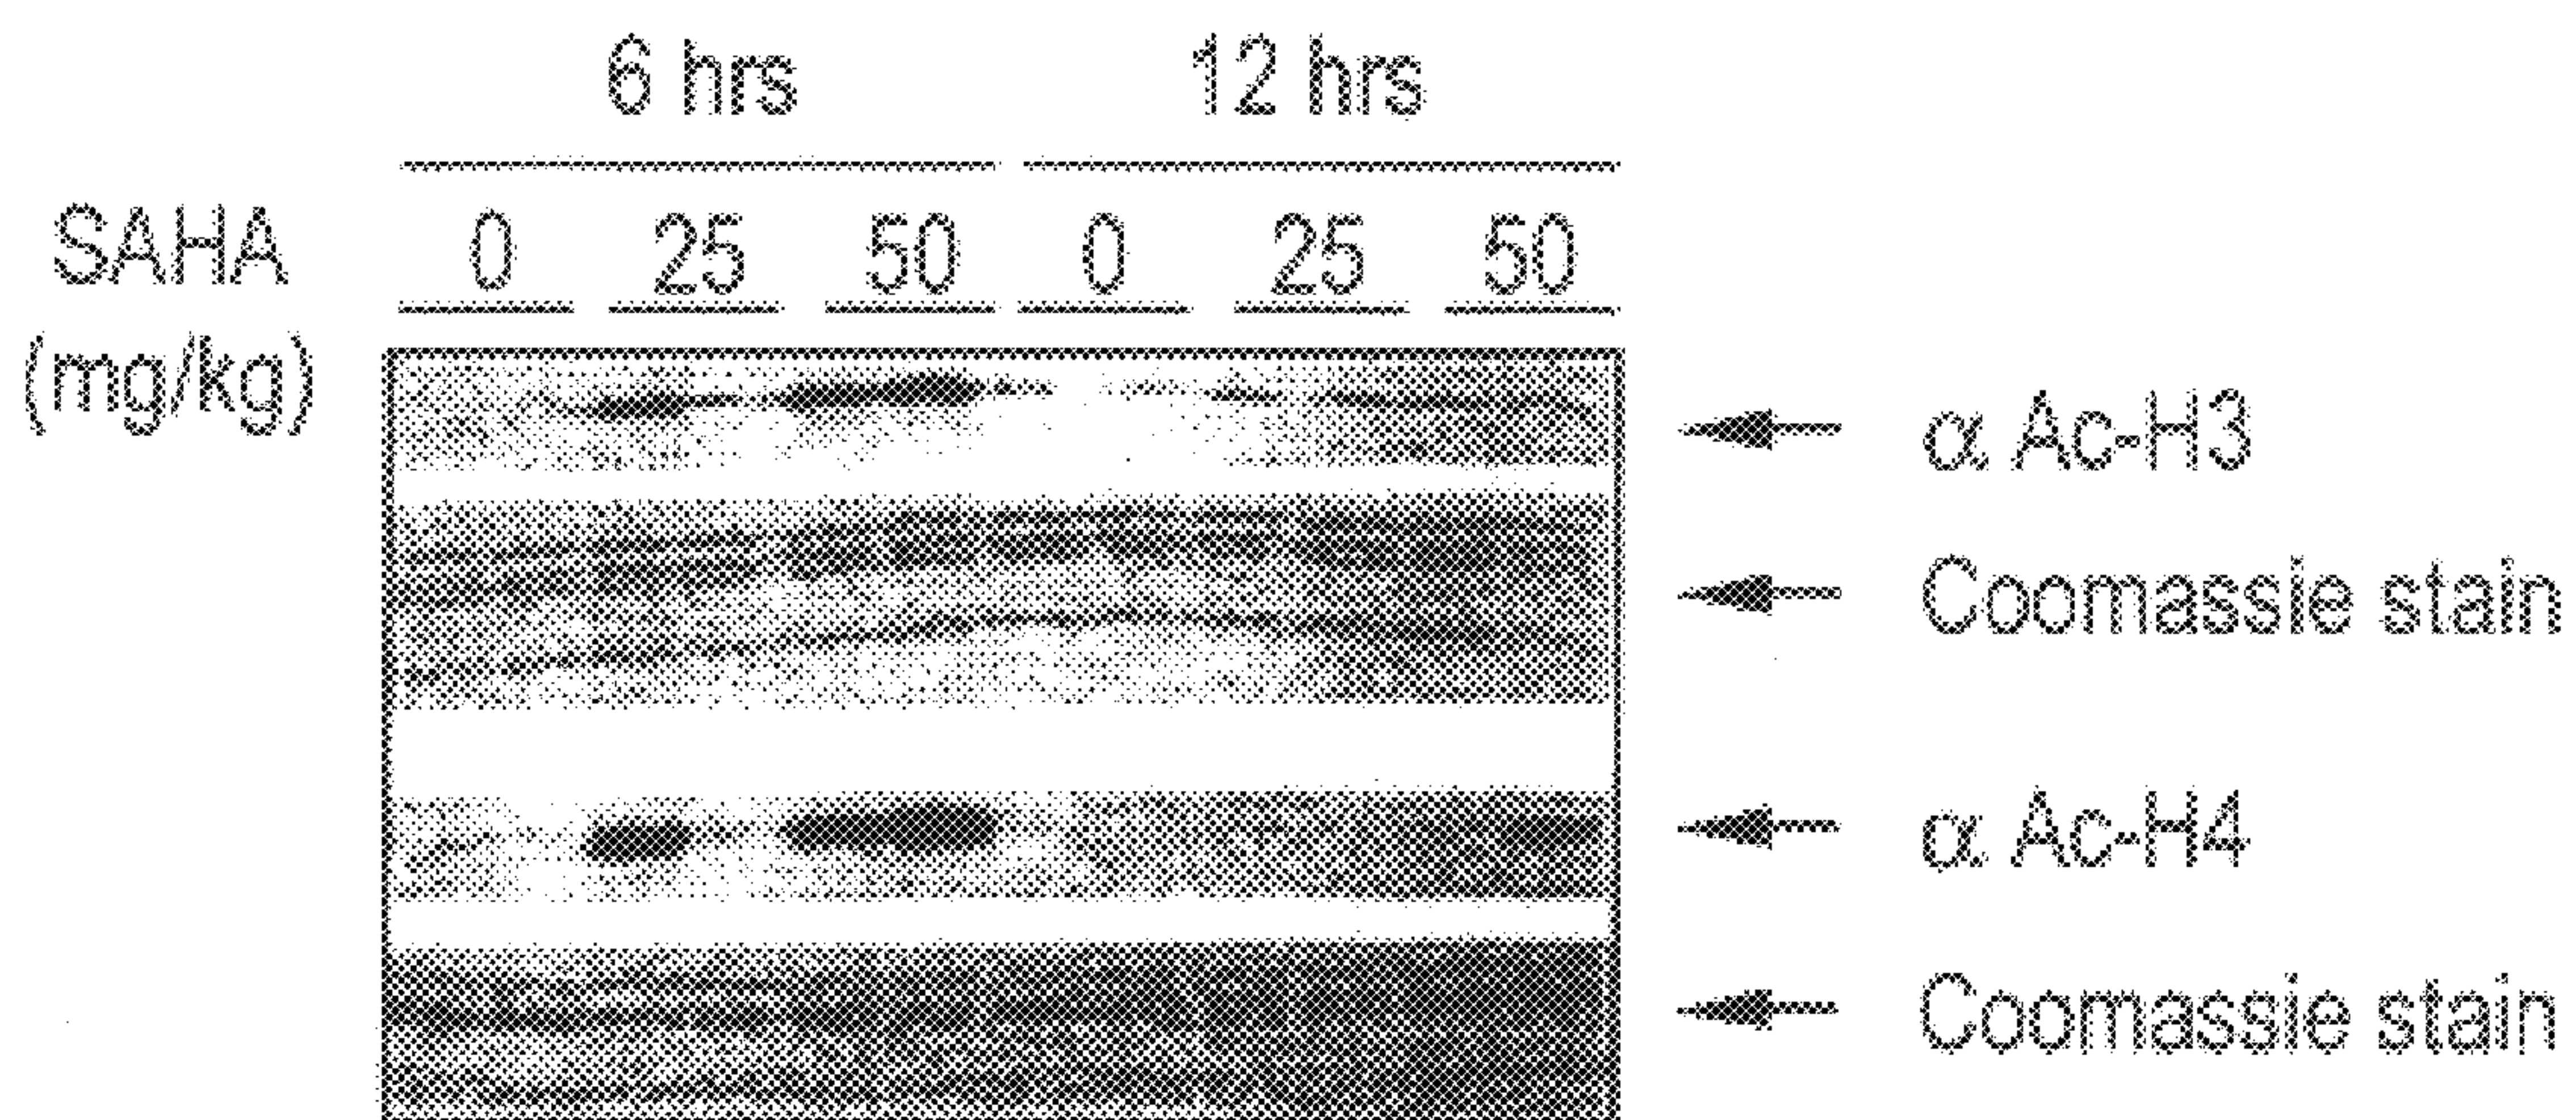 6 hrs 12 hrs
SAHA 0 25 50 0 25 50
(mg/kg)
α Ac-H3
Coomassie stain
α Ac-H4
Coomassie stain